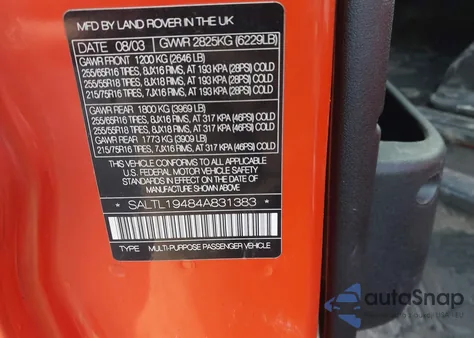 MFD BY LAND ROVER IN THE UK
DATE 08/03 GVWR 2825KG (6229LB)
GAWR FRONT 1200 KG (2646 LB)
255/65R16 TIRES, 8JX16 RIMS, AT 193 KPA (28PSI) COLD
255/55R18 TIRES, 8JX18 RIMS, AT 193 KPA (28PSI) COLD
215/75R16 TIRES, 7JX16 RIMS, AT 193 KPA (28PSI) COLD
GAWR REAR 1800 KG (3969 LB)
255/65R16 TIRES, 8JX16 RIMS, AT 317 KPA (46PSI) COLD
255/55R18 TIRES, 8JX18 RIMS, AT 317 KPA (46PSI) COLD
GAWR REAR 1773 KG (3909 LB)
215/75R16 TIRES, 7JX16 RIMS, AT 317 KPA (46PSI) COLD
THIS VEHICLE CONFORMS TO ALL APPLICABLE
U.S. FEDERAL MOTOR VEHICLE SAFETY
STANDARDS IN EFFECT ON THE DATE OF
MANUFACTURE SHOWN ABOVE
* SALTL19484A831383 *
TYPE MULTI-PURPOSE PASSENGER VEHICLE
autoSnap